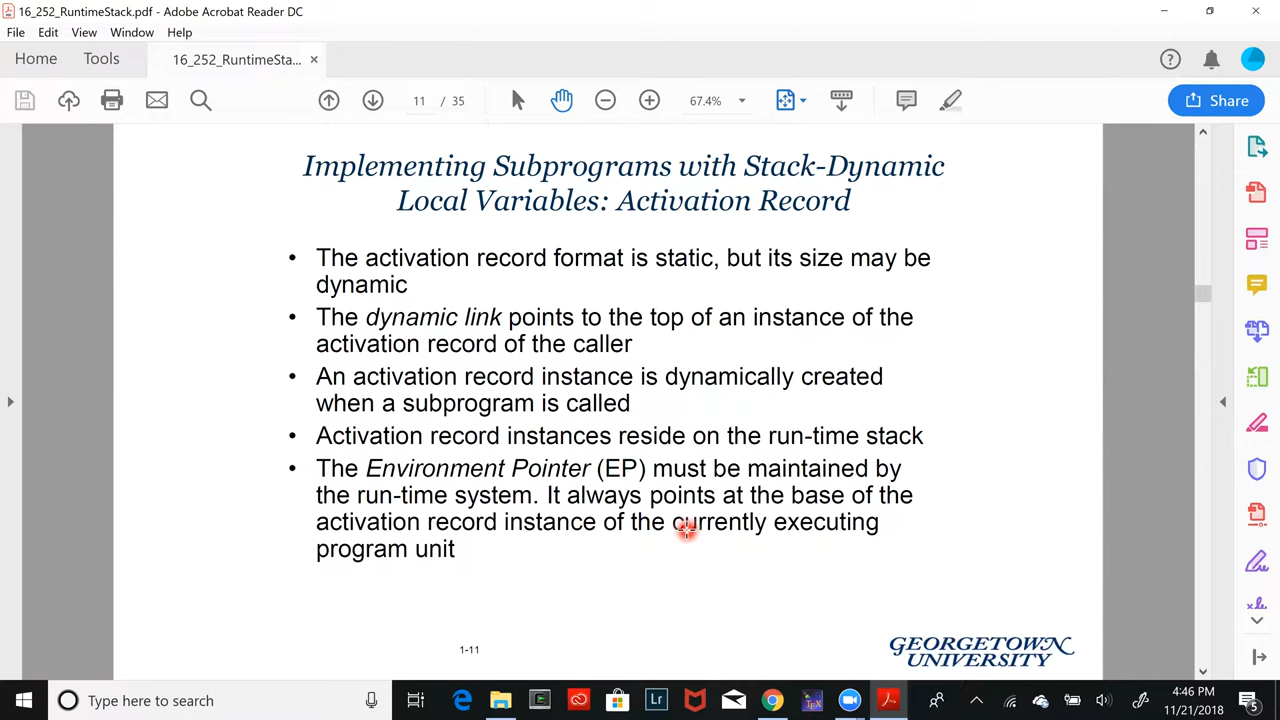 16_252_RuntimeStack.pdf - Adobe Acrobat Reader DC
File Edit View Window Help
Home Tools 16_252_RuntimeSta... ×
11 / 35 67.4% Share
Implementing Subprograms with Stack-Dynamic
Local Variables: Activation Record
• The activation record format is static, but its size may be
dynamic
• The dynamic link points to the top of an instance of the
activation record of the caller
• An activation record instance is dynamically created
when a subprogram is called
• Activation record instances reside on the run-time stack
• The Environment Pointer (EP) must be maintained by
the run-time system. It always points at the base of the
activation record instance of the currently executing
program unit
1-11
GEORGETOWN
UNIVERSITY
Type here to search
Lr
TEX
4:46 PM
11/21/2018
5